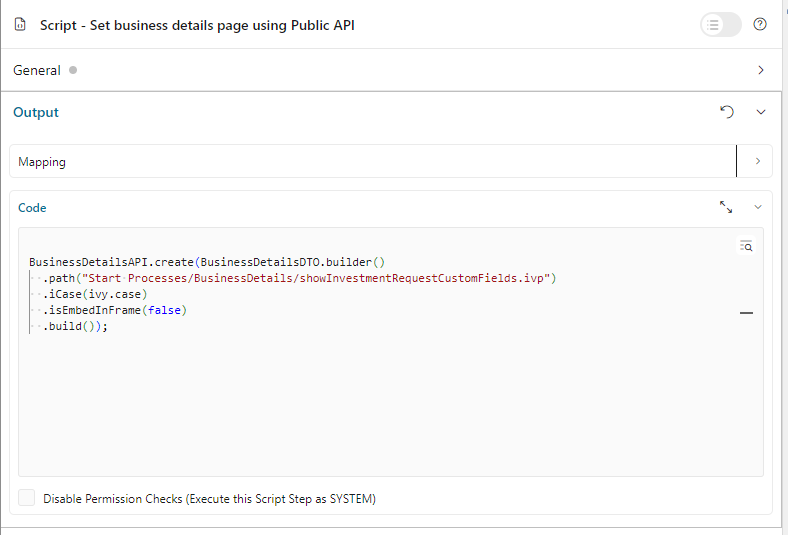 Script - Set business details page using Public API
General
Output
Mapping
Code
BusinessDetailsAPI.create(BusinessDetailsDTO.builder()
.path("Start Processes/BusinessDetails/showInvestmentRequestCustomFields.ivp")
.iCase(ivy.case)
.isEmbedInFrame(false)
.build());
Disable Permission Checks (Execute this Script Step as SYSTEM)